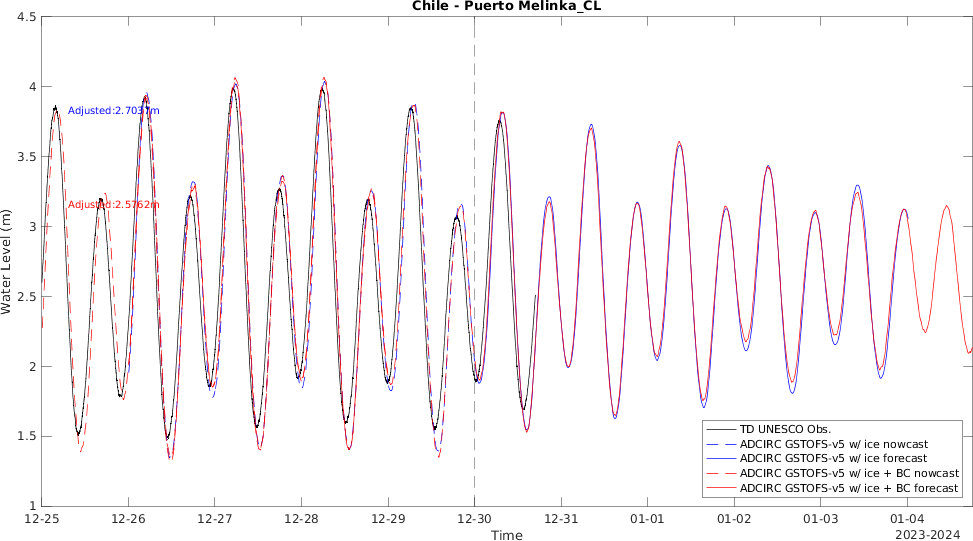 Chile - Puerto Melinka_CL
4.5
4
3.5
3
2.5
2
1.5
1
Water Level (m)
Adjusted:2.7037m
Adjusted:2.5762m
TD UNESCO Obs.
ADCIRC GSTOFS-v5 w/ ice nowcast
ADCIRC GSTOFS-v5 w/ ice forecast
ADCIRC GSTOFS-v5 w/ ice + BC nowcast
ADCIRC GSTOFS-v5 w/ ice + BC forecast
12-25 12-26 12-27 12-28 12-29 12-30 12-31 01-01 01-02 01-03 01-04
Time
2023-2024